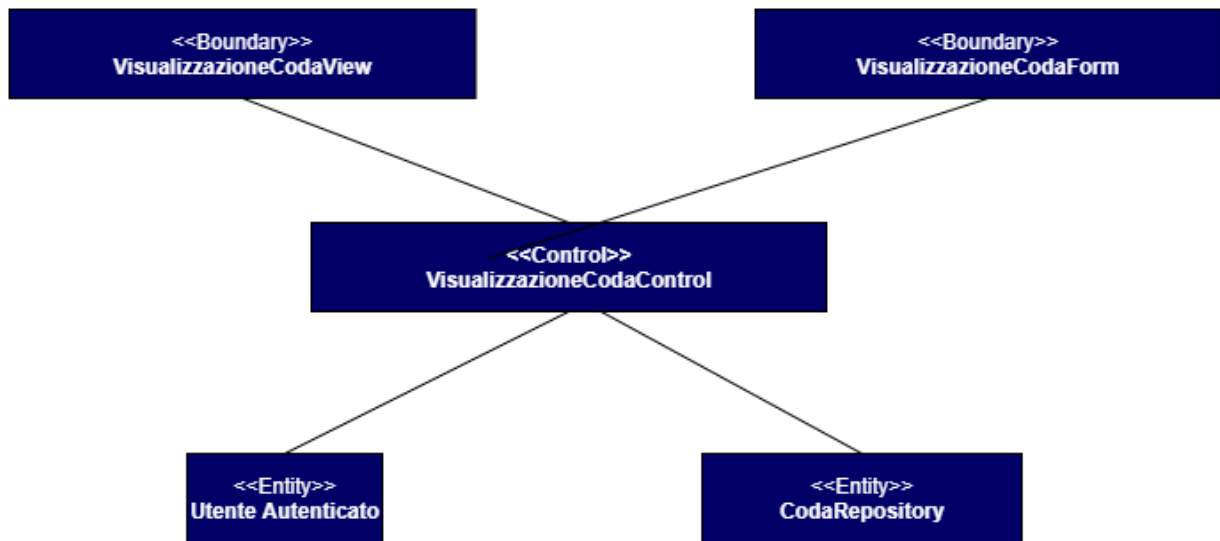 <<Boundary>>
VisualizzazioneCodaView
<<Boundary>>
VisualizzazioneCodaForm
<<Control>>
VisualizzazioneCodaControl
<<Entity>>
Utente Autenticato
<<Entity>>
CodaRepository